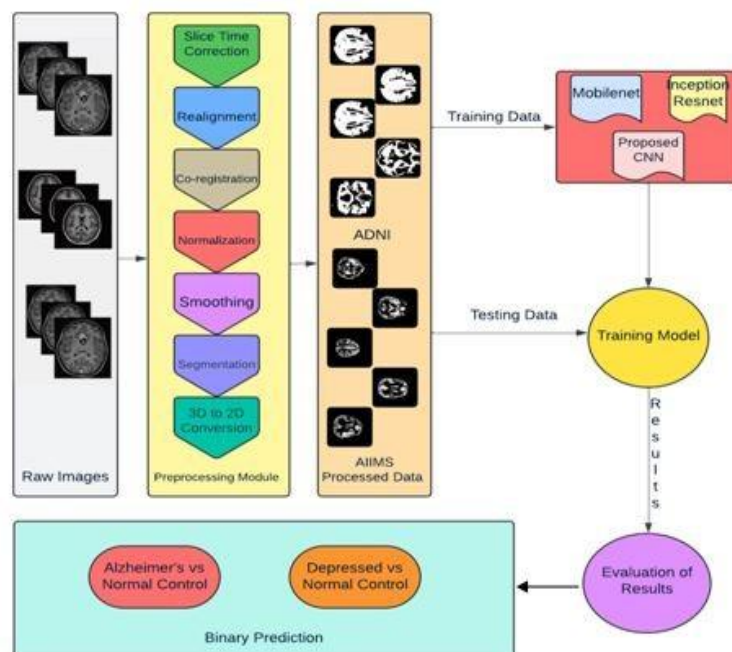 Raw Images
Slice Time
Correction
Realignment
Co-registration
Normalization
Smoothing
Segmentation
3D to 2D
Conversion
Preprocessing Module
ADNI
AIIMS
Processed Data
Training Data
Testing Data
Mobilenet
Inception
Resnet
Proposed
CNN
Training Model
Results
Evaluation of
Results
Alzheimer's vs
Normal Control
Depressed vs
Normal Control
Binary Prediction